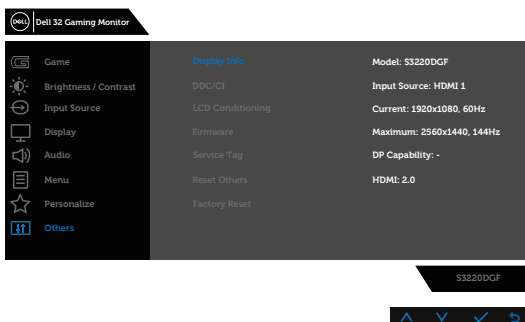 DELL Dell 32 Gaming Monitor
Game Display Info Model: S3220DGF
Brightness / Contrast DDC/CI Input Source: HDMI 1
Input Source LCD Conditioning Current: 1920x1080, 60Hz
Display Firmware Maximum: 2560x1440, 144Hz
Audio Service Tag DP Capability: -
Menu Reset Others HDMI: 2.0
Personalize Factory Reset
Others
S3220DGF